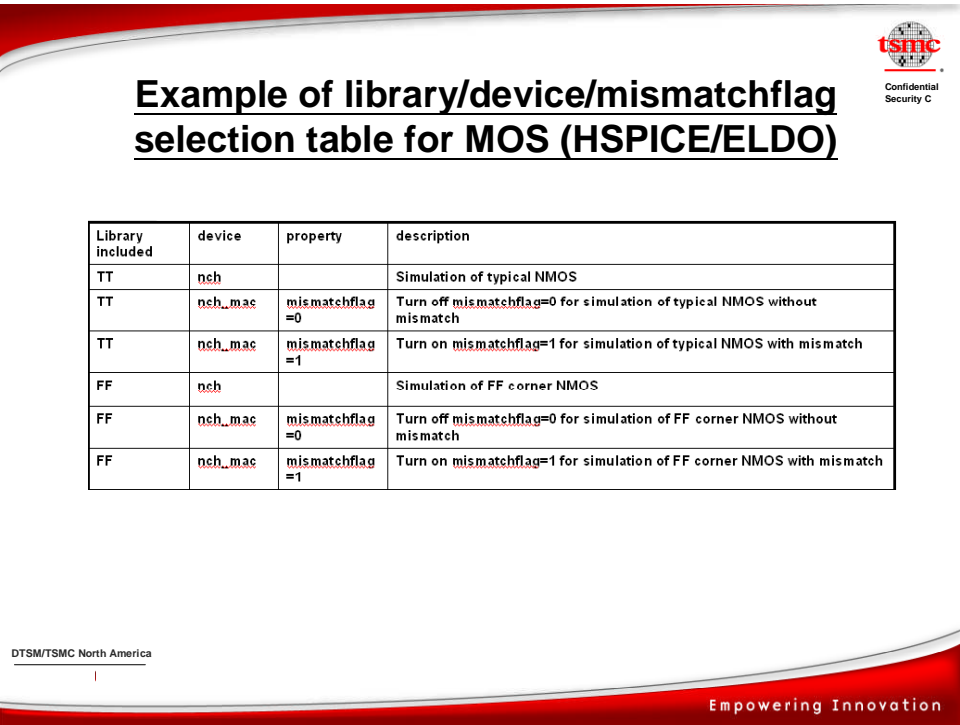 tsmc
Confidential
Security C
Example of library/device/mismatchflag
selection table for MOS (HSPICE/ELDO)
Library included | device | property | description
TT | nch | | Simulation of typical NMOS
TT | nch_mac | mismatchflag =0 | Turn off mismatchflag=0 for simulation of typical NMOS without mismatch
TT | nch_mac | mismatchflag =1 | Turn on mismatchflag=1 for simulation of typical NMOS with mismatch
FF | nch | | Simulation of FF corner NMOS
FF | nch_mac | mismatchflag =0 | Turn off mismatchflag=0 for simulation of FF corner NMOS without mismatch
FF | nch_mac | mismatchflag =1 | Turn on mismatchflag=1 for simulation of FF corner NMOS with mismatch
DTSM/TSMC North America
Empowering Innovation